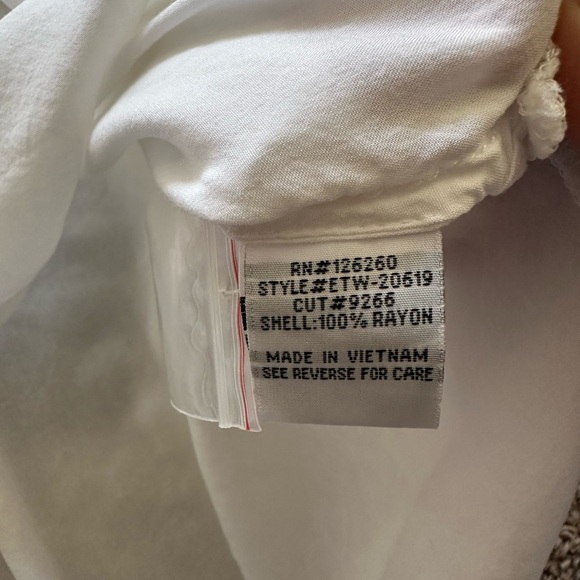 RN#126260
STYLE#ETW-20619
CUT#9266
SHELL:100% RAYON
MADE IN VIETNAM
SEE REVERSE FOR CARE